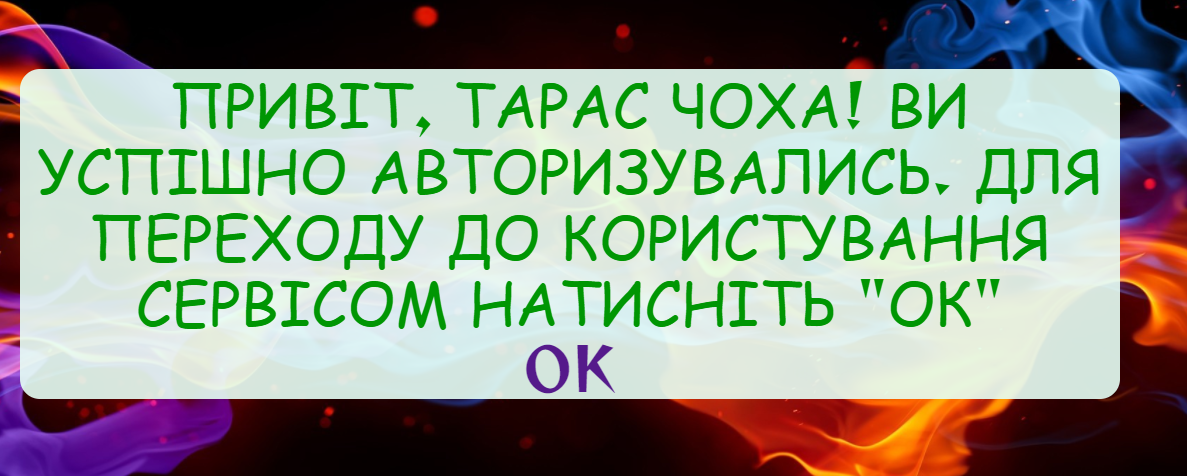 ПРИВІТ, ТАРАС ЧОХА! ВИ
УСПІШНО АВТОРИЗУВАЛИСЬ. ДЛЯ
ПЕРЕХОДУ ДО КОРИСТУВАННЯ
СЕРВІСОМ НАТИСНІТЬ "ОК"
ОК